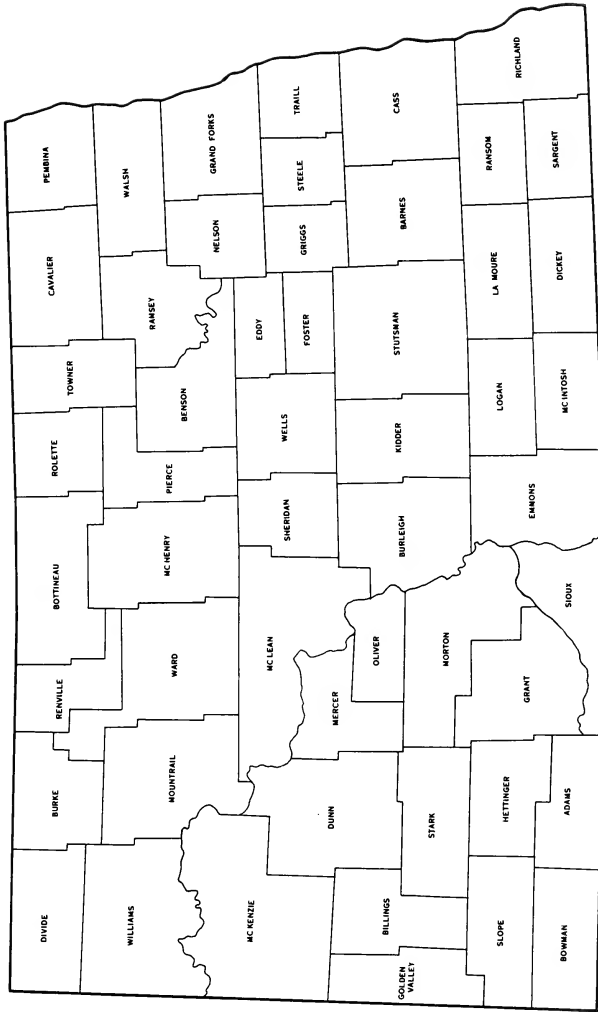 DIVIDE
BURKE
RENVILLE
BOTTINEAU
ROLETTE
TOWNER
CAVALIER
PEMBINA
WILLIAMS
MOUNTRAIL
WARD
MC HENRY
PIERCE
BENSON
RAMSEY
WALSH
NELSON
GRAND FORKS
MC KENZIE
DUNN
MERCER
OLIVER
MC LEAN
SHERIDAN
WELLS
EDDY
FOSTER
GRIGGS
STEELE
TRAILL
GOLDEN
VALLEY
BILLINGS
STARK
MORTON
BURLEIGH
KIDDER
STUTSMAN
BARNES
CASS
SLOPE
HETTINGER
GRANT
SIOUX
EMMONS
LOGAN
LA MOURE
RANSOM
RICHLAND
BOWMAN
ADAMS
MC INTOSH
DICKEY
SARGENT